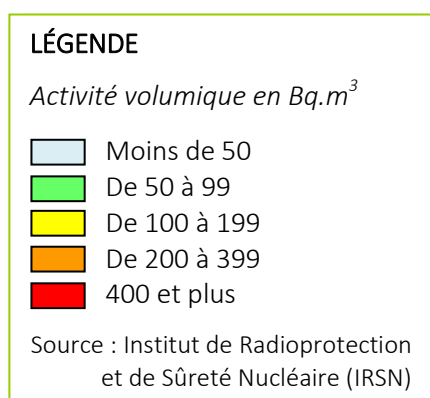 LÉGENDE
Activité volumique en Bq.m³
Moins de 50
De 50 à 99
De 100 à 199
De 200 à 399
400 et plus
Source : Institut de Radioprotection
et de Sûreté Nucléaire (IRSN)